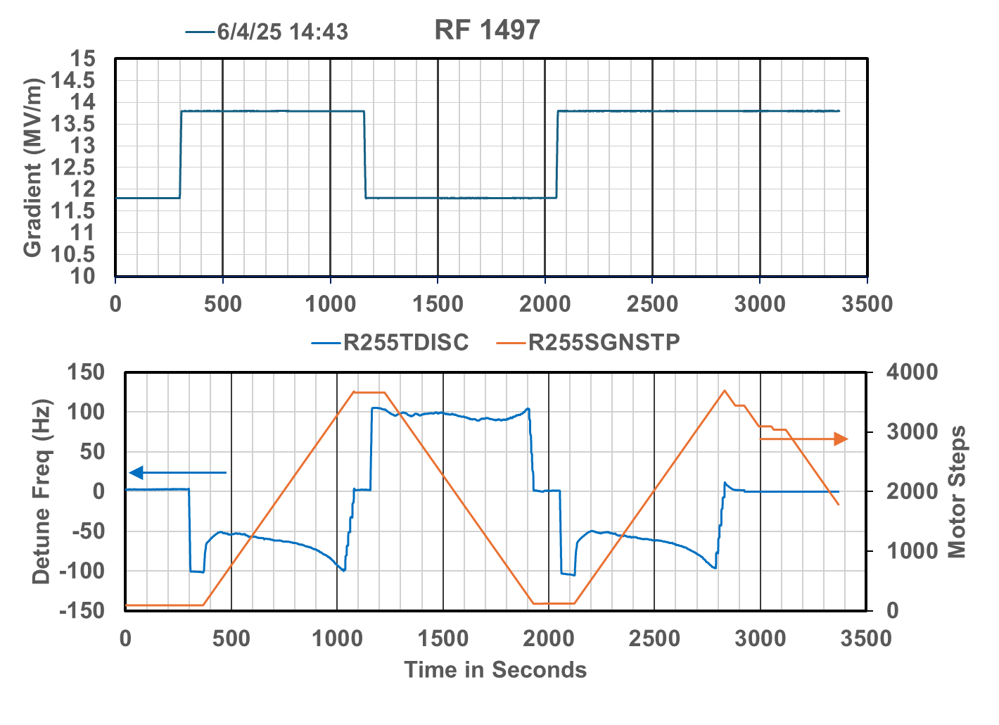 6/4/25 14:43 RF 1497
Gradient (MV/m)
15
14.5
14
13.5
13
12.5
12
11.5
11
10.5
10
0 500 1000 1500 2000 2500 3000 3500
R255TDISC R255SGNSTP
Detune Freq (Hz)
150
100
50
0
-50
-100
-150
4000
3000
2000
1000
0
Motor Steps
0 500 1000 1500 2000 2500 3000 3500
Time in Seconds